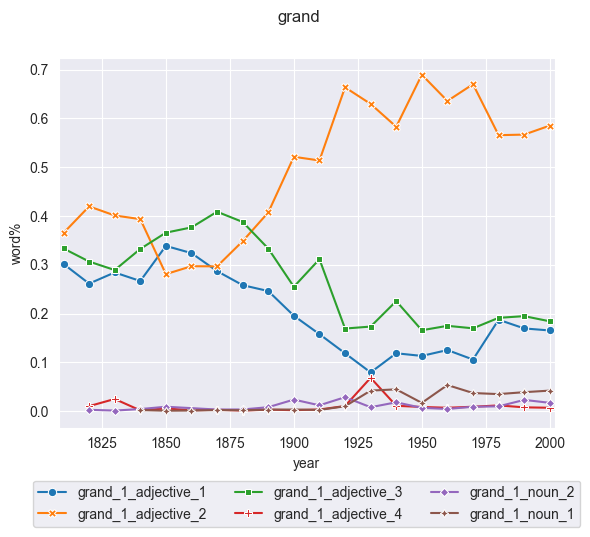 grand
0.7
0.6
0.5
0.4
0.3
0.2
0.1
0.0
word%
1825 1850 1875 1900 1925 1950 1975 2000
year
grand_1_adjective_1 grand_1_adjective_3 grand_1_noun_2
grand_1_adjective_2 grand_1_adjective_4 grand_1_noun_1